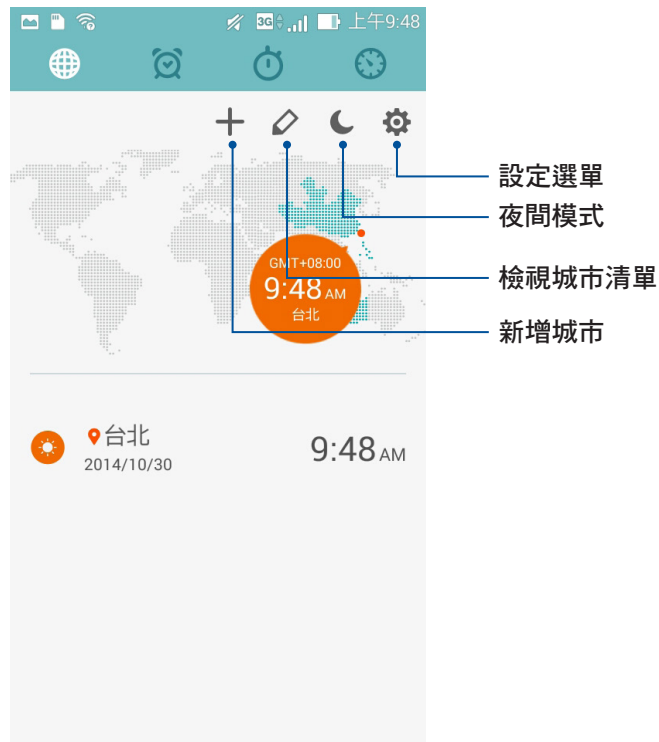 3G 上午9:48
設定選單
夜間模式
GMT+08:00
9:48 AM
台北
檢視城市清單
新增城市
台北
2014/10/30
9:48 AM